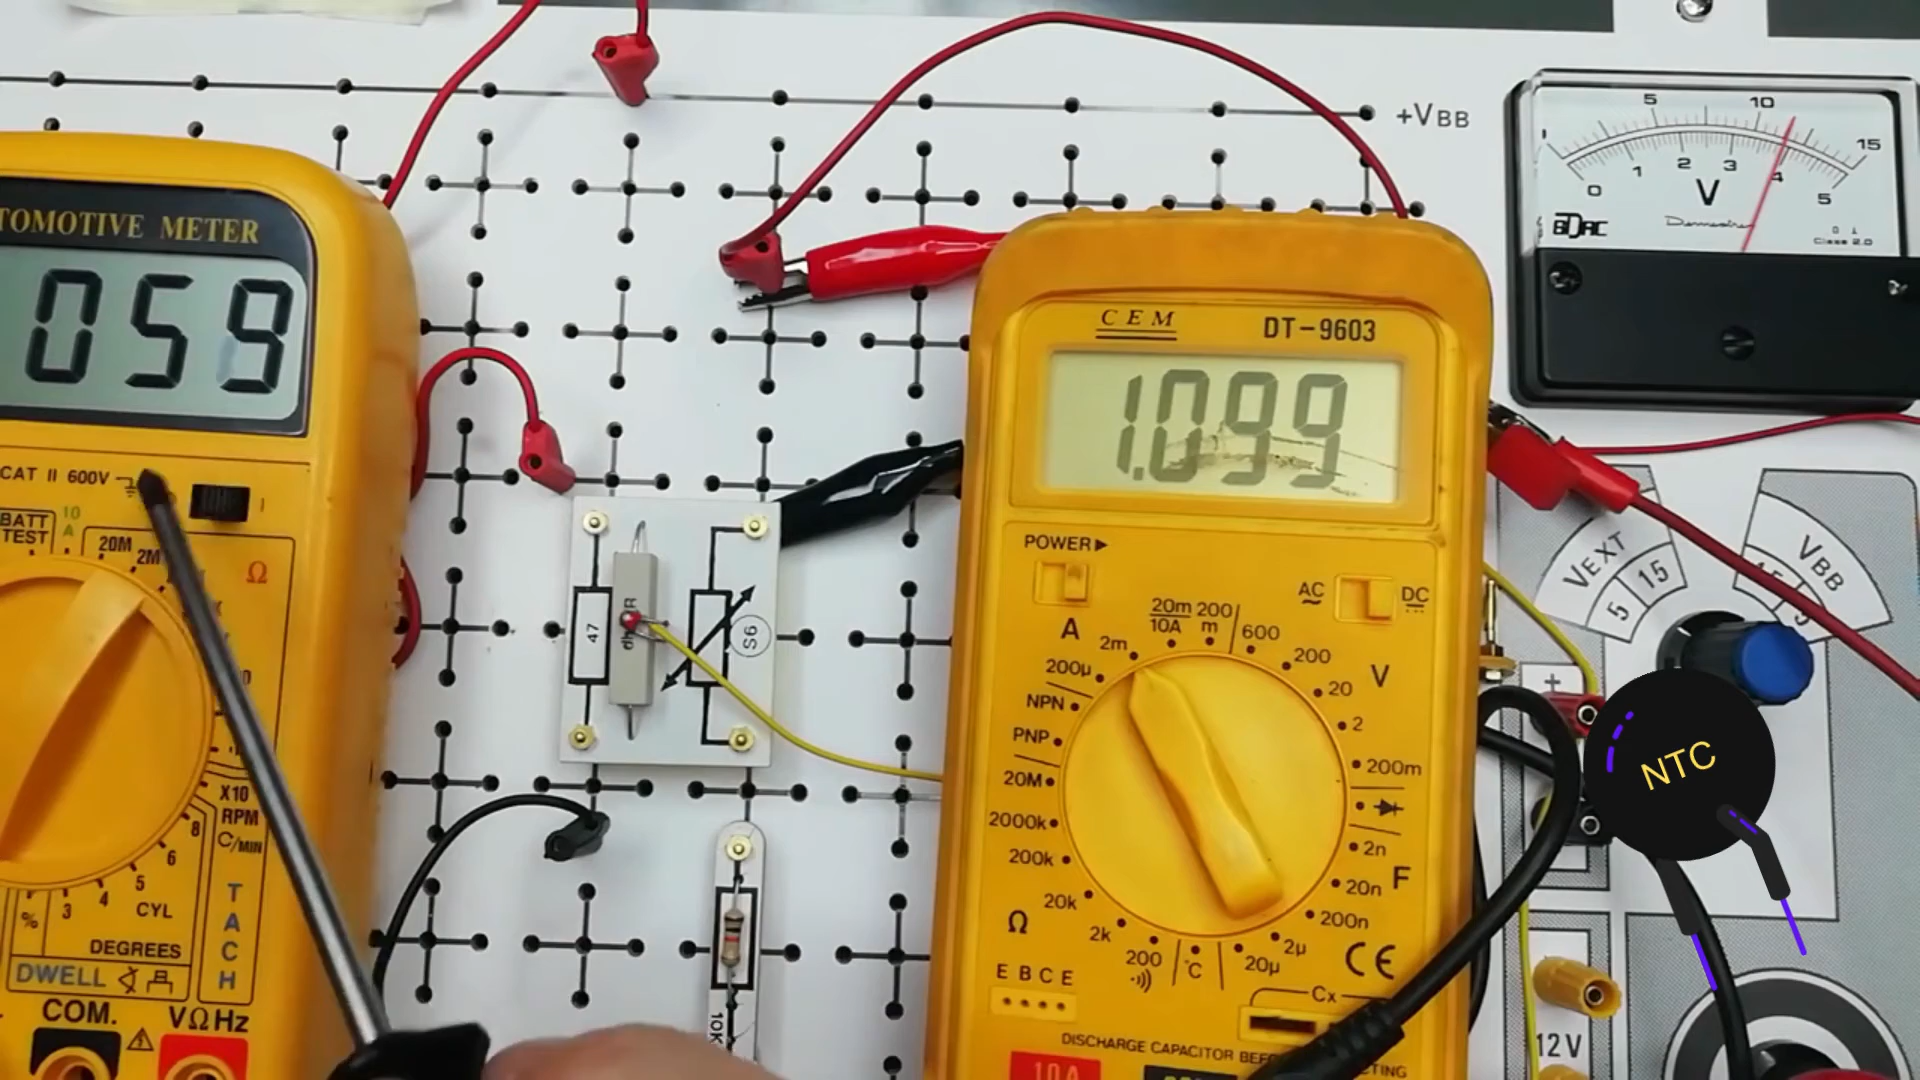 +VBB
5 10 15
0 1 2 3 4 5
V
Class 2.0
TOMOTIVE METER
059
CAT II 600V
BATT
TEST
10
A
20M
2M
Ω
X10
RPM
C/MIN
8
6
5
4
3
CYL
%
DEGREES
DWELL
TACH
COM.
VΩHz
47
S6
10K
CEM
DT-9603
1.099
POWER
AC
DC
A
2m
20m
10A
200
m
600
200
20
2
200m
V
200µ
NPN
PNP
20M
2000k
200k
20k
2k
200
Ω
°C
20µ
2µ
200n
20n
2n
F
CE
E B C E
Cx
DISCHARGE CAPACITOR
10A
VEXT
5 15
VBB
15 5
+
NTC
12V